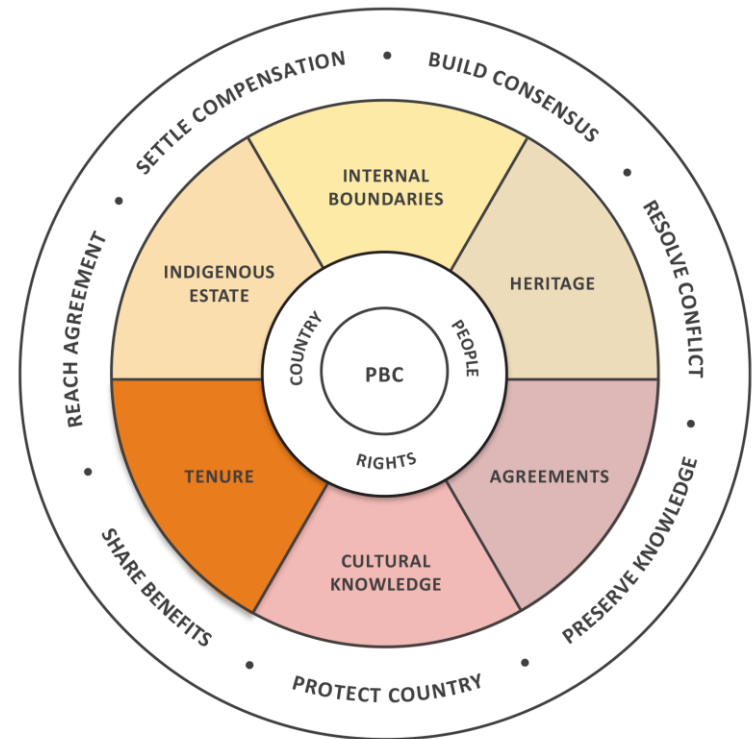 SETTLE COMPENSATION
•
BUILD CONSENSUS
•
RESOLVE CONFLICT
•
PRESERVE KNOWLEDGE
•
PROTECT COUNTRY
•
SHARE BENEFITS
•
REACH AGREEMENT
•
INTERNAL
BOUNDARIES
HERITAGE
AGREEMENTS
CULTURAL
KNOWLEDGE
TENURE
INDIGENOUS
ESTATE
COUNTRY
PEOPLE
RIGHTS
PBC